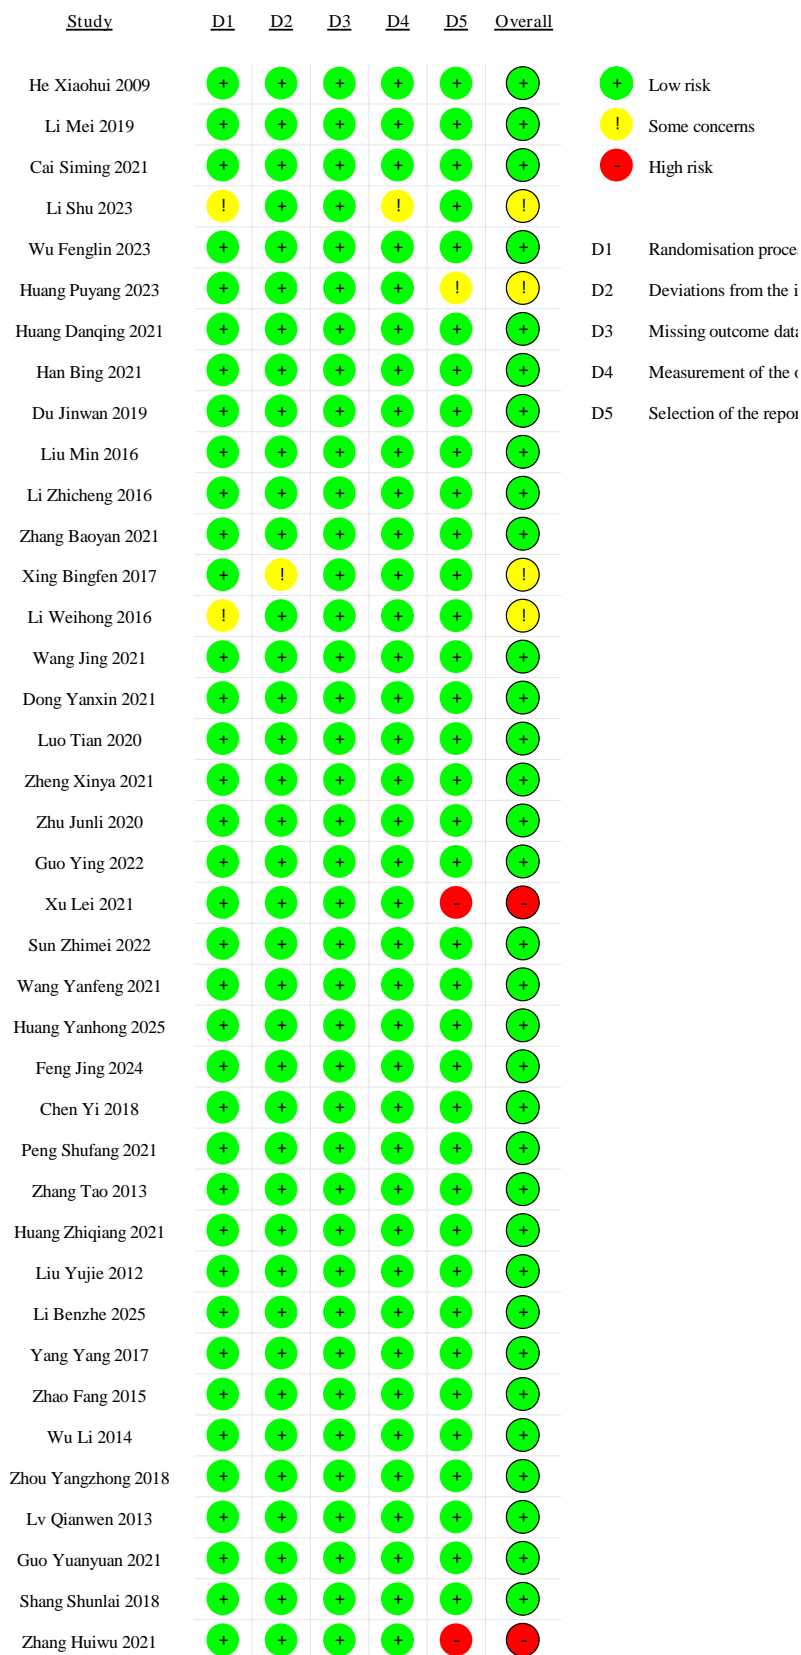 Study D1 D2 D3 D4 D5 Overall
He Xiaohui 2009 + + + + + +
Li Mei 2019 + + + + + +
Cai Siming 2021 + + + + + +
Li Shu 2023 ! + + ! + !
Wu Fenglin 2023 + + + + + +
Huang Puyang 2023 + + + + ! !
Huang Danqing 2021 + + + + + +
Han Bing 2021 + + + + + +
Du Jinwan 2019 + + + + + +
Liu Min 2016 + + + + + +
Li Zhicheng 2016 + + + + + +
Zhang Baoyan 2021 + + + + + +
Xing Bingfen 2017 + ! + + + !
Li Weihong 2016 ! + + + + !
Wang Jing 2021 + + + + + +
Dong Yanxin 2021 + + + + + +
Luo Tian 2020 + + + + + +
Zheng Xinya 2021 + + + + + +
Zhu Junli 2020 + + + + + +
Guo Ying 2022 + + + + + +
Xu Lei 2021 + + + + - -
Sun Zhimei 2022 + + + + + +
Wang Yanfeng 2021 + + + + + +
Huang Yanhong 2025 + + + + + +
Feng Jing 2024 + + + + + +
Chen Yi 2018 + + + + + +
Peng Shufang 2021 + + + + + +
Zhang Tao 2013 + + + + + +
Huang Zhiqiang 2021 + + + + + +
Liu Yujie 2012 + + + + + +
Li Benzhe 2025 + + + + + +
Yang Yang 2017 + + + + + +
Zhao Fang 2015 + + + + + +
Wu Li 2014 + + + + + +
Zhou Yangzhong 2018 + + + + + +
Lv Qianwen 2013 + + + + + +
Guo Yuanyuan 2021 + + + + + +
Shang Shunlai 2018 + + + + + +
Zhang Huiwu 2021 + + + + - -
+ Low risk
! Some concerns
- High risk
D1 Randomisation proce
D2 Deviations from the i
D3 Missing outcome data
D4 Measurement of the
D5 Selection of the repor